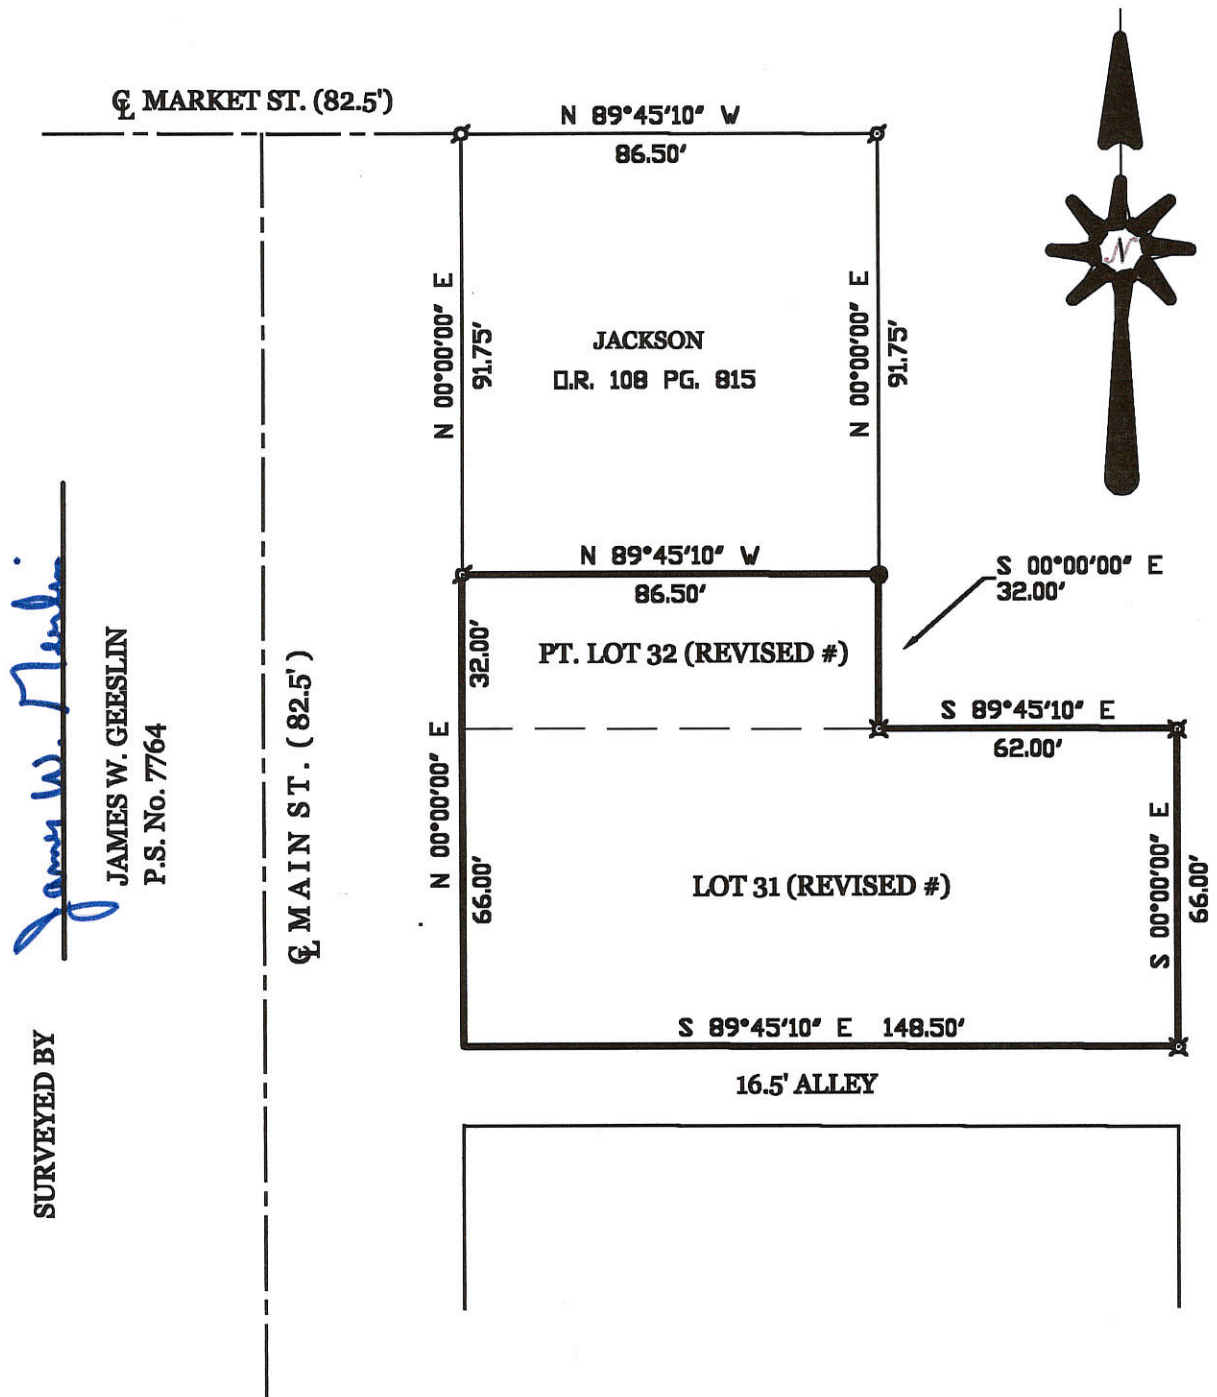 ℄ MARKET ST. (82.5')
N 89°45'10" W
86.50'
N
N 00°00'00" E
91.75'
JACKSON
O.R. 108 PG. 815
N 00°00'00" E
91.75'
N 89°45'10" W
86.50'
S 00°00'00" E
32.00'
32.00'
PT. LOT 32 (REVISED #)
S 89°45'10" E
62.00'
N 00°00'00" E
66.00'
LOT 31 (REVISED #)
S 00°00'00" E
66.00'
S 89°45'10" E 148.50'
16.5' ALLEY
℄ MAIN ST. (82.5')
SURVEYED BY
James W. Geeslin
JAMES W. GEESLIN
P.S. No. 7764